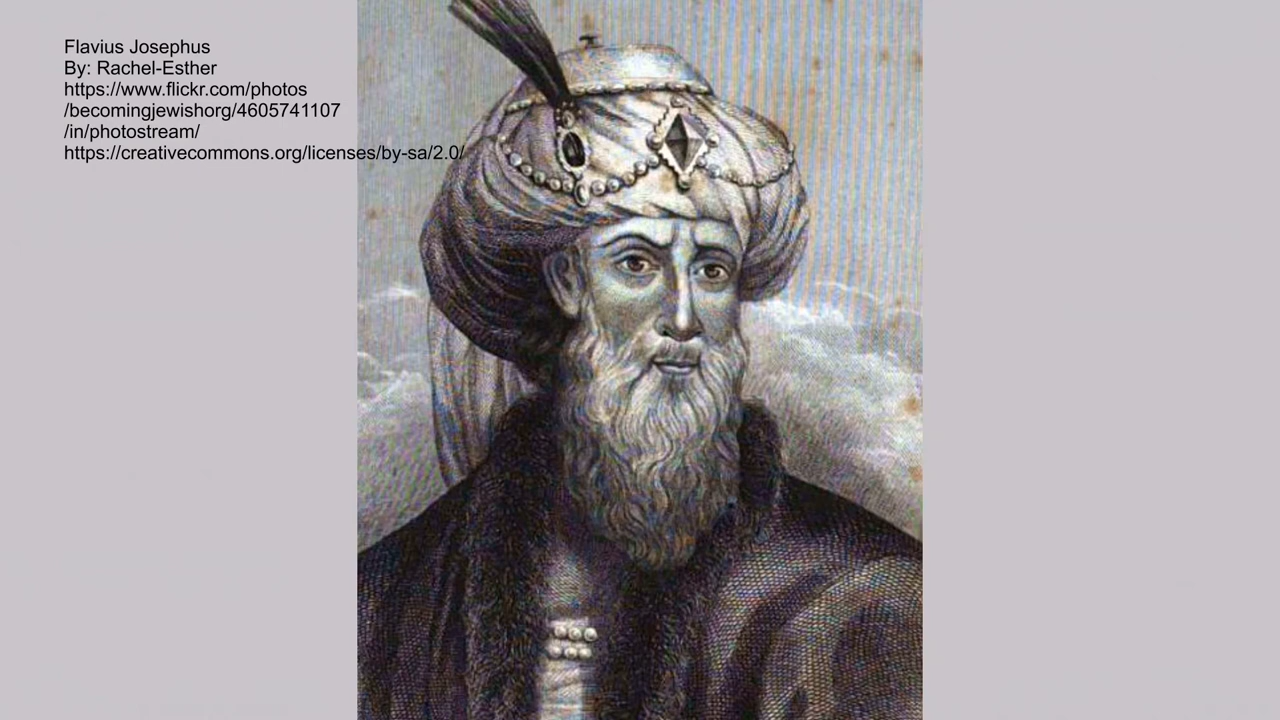 Flavius Josephus
By: Rachel-Esther
https://www.flickr.com/photos
/becomingjewishorg/4605741107
/in/photostream/
https://creativecommons.org/licenses/by-sa/2.0/